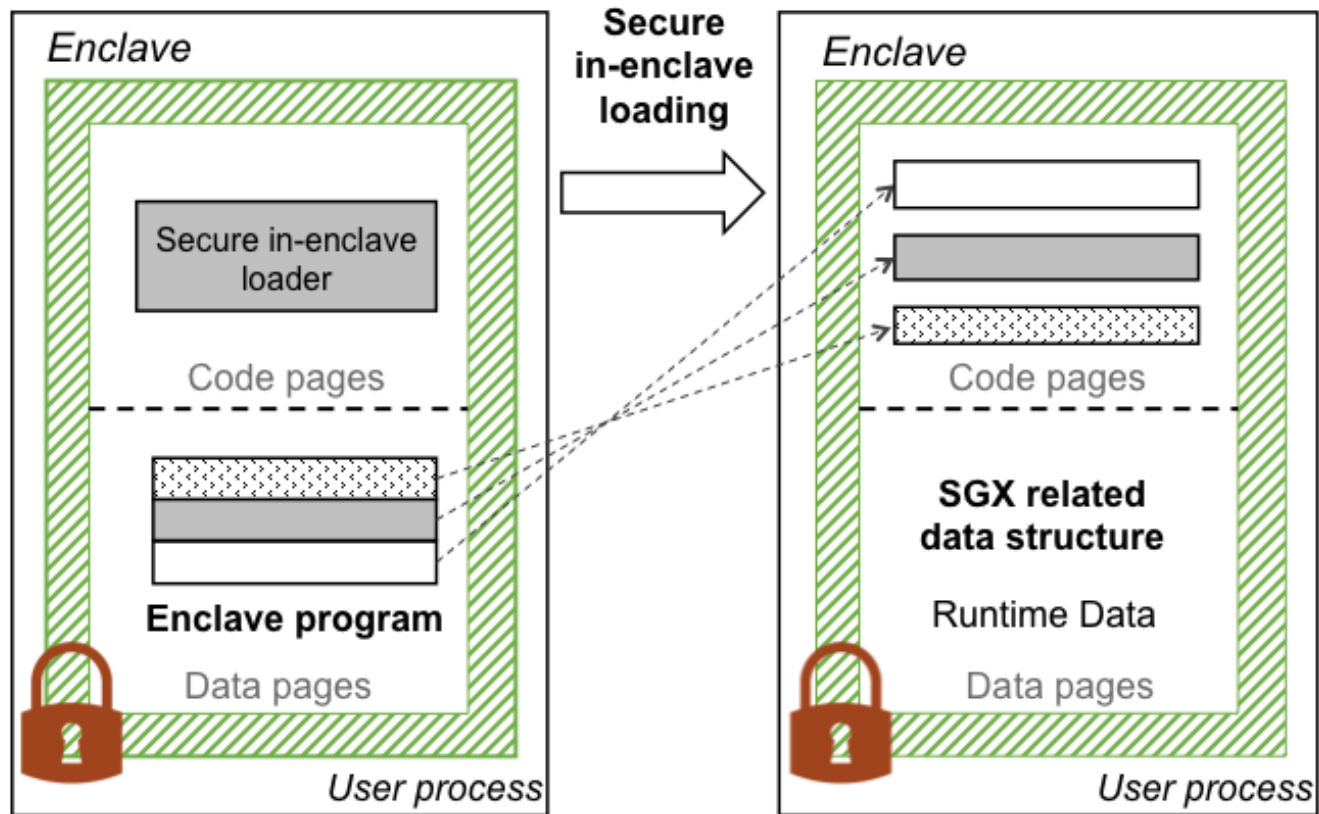 Enclave
Secure in-enclave
loader
Code pages
Enclave program
Data pages
User process
Secure
in-enclave
loading
Enclave
Code pages
SGX related
data structure
Runtime Data
Data pages
User process